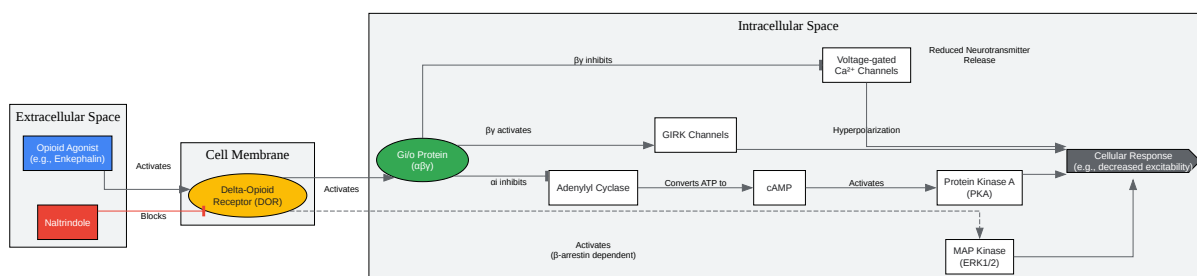 Extracellular Space
Opioid Agonist
(e.g., Enkephalin)
Naltrindole
Activates
Blocks
Cell Membrane
Delta-Opioid
Receptor (DOR)
Activates
Intracellular Space
Gi/o Protein
(αβγ)
βγ inhibits
Voltage-gated
Ca²⁺ Channels
Reduced Neurotransmitter
Release
βγ activates
GIRK Channels
Hyperpolarization
αi inhibits
Adenylyl Cyclase
Converts ATP to
cAMP
Activates
Protein Kinase A
(PKA)
Cellular Response
(e.g., decreased excitability)
Activates
(β-arrestin dependent)
MAP Kinase
(ERK1/2)